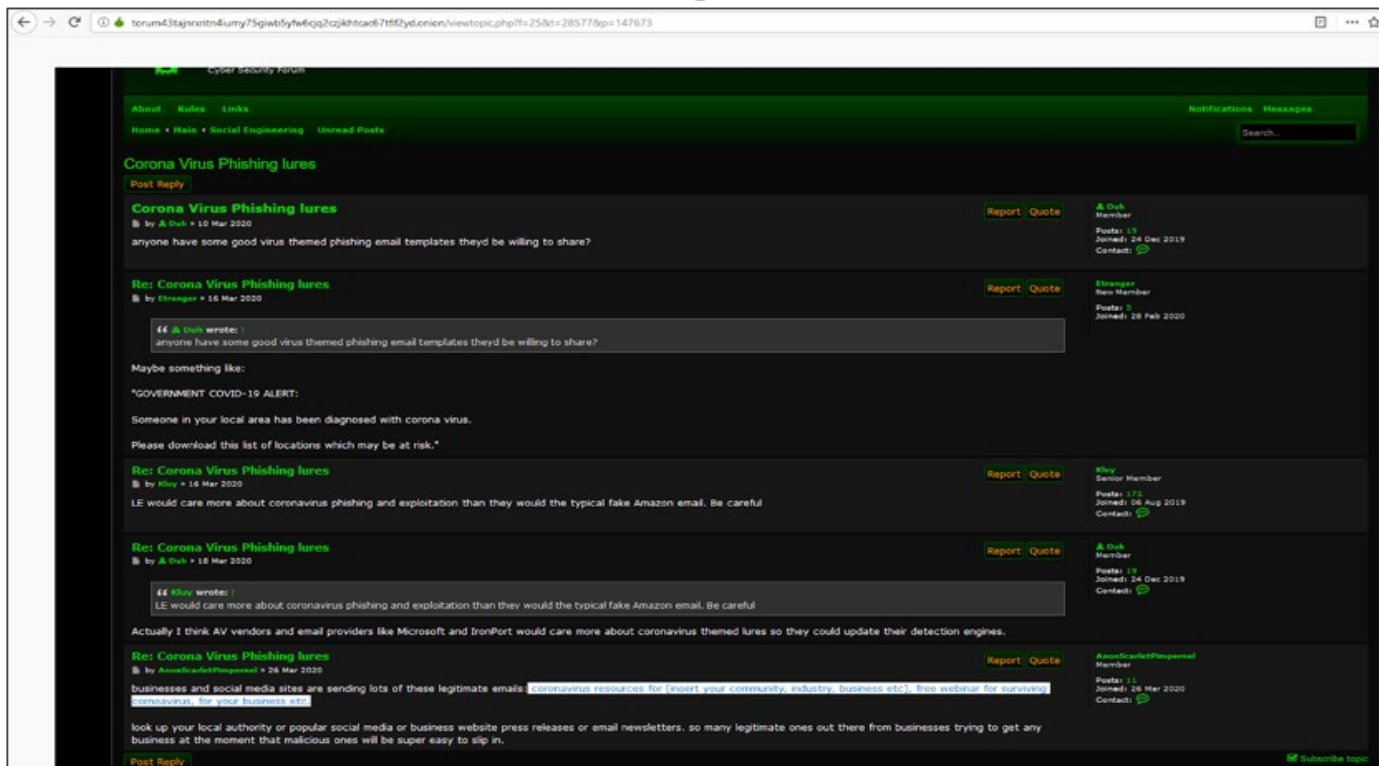 Cyber Security Forum
About Rules Links
Notifications Messages
Home Main Social Engineering Unread Posts
Search...
Corona Virus Phishing lures
Post Reply
Corona Virus Phishing lures
by Duh » 10 Mar 2020
Report Quote
Duh
Member
Posts: 19
Joined: 24 Dec 2019
Contact:
anyone have some good virus themed phishing email templates theyd be willing to share?
Re: Corona Virus Phishing lures
by Etranger » 16 Mar 2020
Report Quote
Etranger
New Member
Posts: 5
Joined: 28 Feb 2020
Duh wrote: ↑
anyone have some good virus themed phishing email templates theyd be willing to share?
Maybe something like:
"GOVERNMENT COVID-19 ALERT:
Someone in your local area has been diagnosed with corona virus.
Please download this list of locations which may be at risk."
Re: Corona Virus Phishing lures
by Kluy » 16 Mar 2020
Report Quote
Kluy
Senior Member
Posts: 172
Joined: 06 Aug 2019
Contact:
LE would care more about coronavirus phishing and exploitation than they would the typical fake Amazon email. Be careful
Re: Corona Virus Phishing lures
by Duh » 18 Mar 2020
Report Quote
Duh
Member
Posts: 19
Joined: 24 Dec 2019
Contact:
Kluy wrote: ↑
LE would care more about coronavirus phishing and exploitation than they would the typical fake Amazon email. Be careful
Actually I think AV vendors and email providers like Microsoft and IronPort would care more about coronavirus themed lures so they could update their detection engines.
Re: Corona Virus Phishing lures
by AnonScarletPimpernel » 26 Mar 2020
Report Quote
AnonScarletPimpernel
Member
Posts: 11
Joined: 26 Mar 2020
Contact:
businesses and social media sites are sending lots of these legitimate emails: coronavirus resources for [insert your community, industry, business etc], free webinar for surviving
cornoavirus, for your business etc.
look up your local authority or popular social media or business website press releases or email newsletters. so many legitimate ones out there from businesses trying to get any
business at the moment that malicious ones will be super easy to slip in.
Post Reply
Subscribe topic